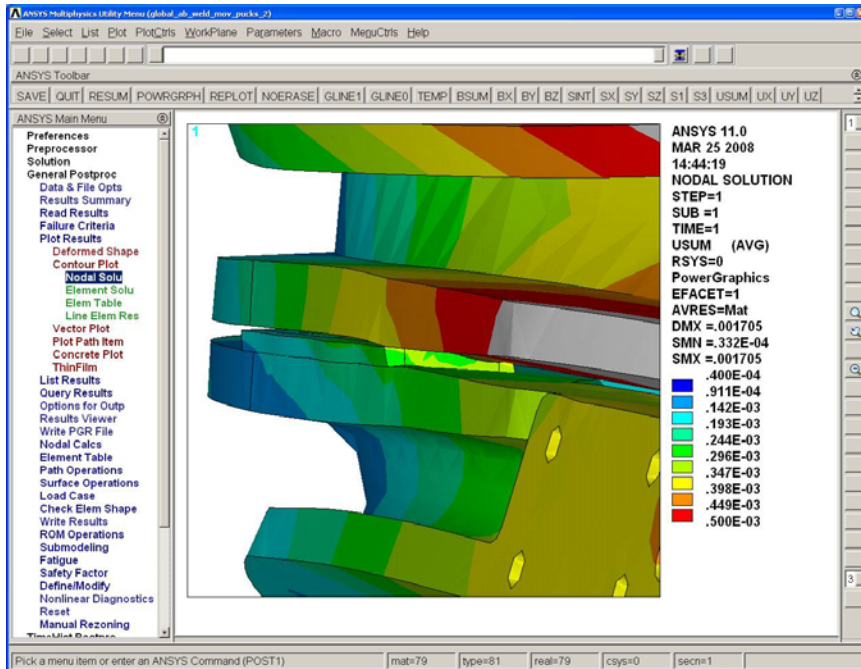 ANSYS Multiphysics Utility Menu (global_ab_weld_mov_pucks_2)
File Select List Plot PlotCtrls WorkPlane Parameters Macro MenuCtrls Help
ANSYS Toolbar
SAVE QUIT RESUM POWRGRPH REPLOT NOERASE GLINE1 GLINE0 TEMP BSUM BX BY BZ SINT SX SY SZ S1 S3 USUM UX UY UZ
ANSYS Main Menu
Preferences
Preprocessor
Solution
General Postproc
Data & File Opts
Results Summary
Read Results
Failure Criteria
Plot Results
Deformed Shape
Contour Plot
Nodal Solu
Element Solu
Elem Table
Line Elem Res
Vector Plot
Plot Path Item
Concrete Plot
ThinFilm
List Results
Query Results
Options for Outp
Results Viewer
Write PGR File
Nodal Calcs
Element Table
Path Operations
Surface Operations
Load Case
Check Elem Shape
Write Results
ROM Operations
Submodeling
Fatigue
Safety Factor
Define/Modify
Nonlinear Diagnostics
Reset
Manual Rezoning
1
ANSYS 11.0
MAR 25 2008
14:44:19
NODAL SOLUTION
STEP=1
SUB =1
TIME=1
USUM (AVG)
RSYS=0
PowerGraphics
EFACET=1
AVRES=Mat
DMX =.001705
SMN =.332E-04
SMX =.001705
.400E-04
.911E-04
.142E-03
.193E-03
.244E-03
.296E-03
.347E-03
.398E-03
.449E-03
.500E-03
1
3
Pick a menu item or enter an ANSYS Command (POST1)
mat=79
type=81
real=79
csys=0
secn=1